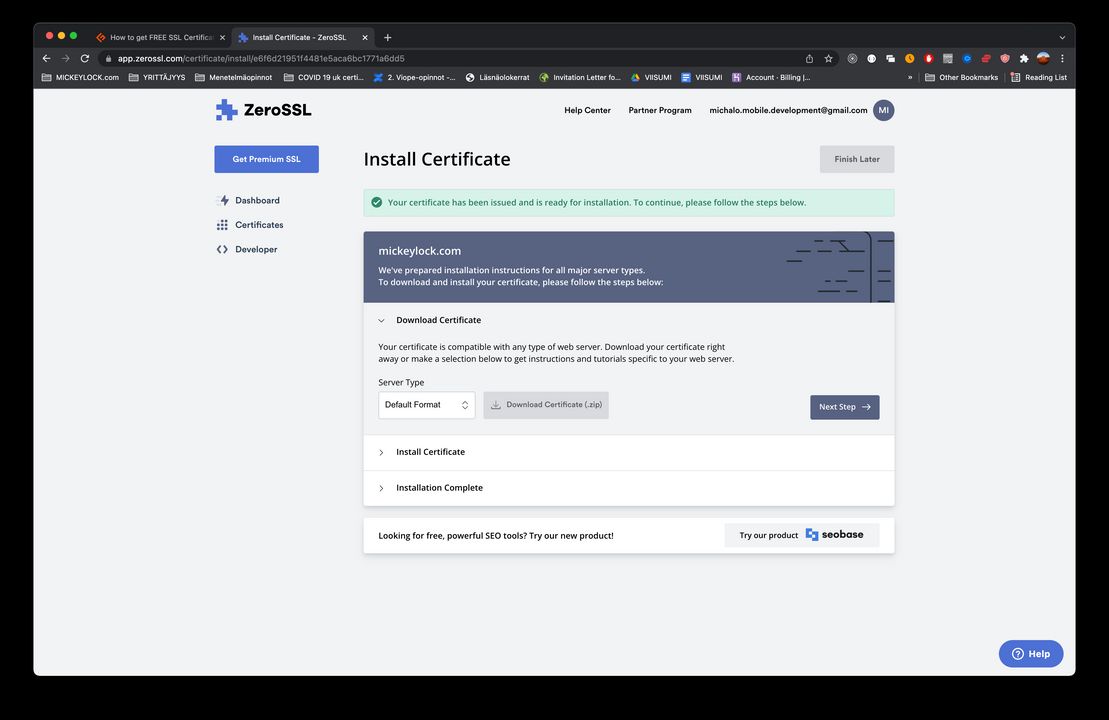 How to get FREE SSL Certifica
Install Certificate - ZeroSSL
app.zerossl.com/certificate/install/e6f6d21951f4481e5aca6bc1771a6dd5
MICKEYLOCK.com
YRITTÄJYYS
Menetelmäopinnot
COVID 19 uk certi...
2. Viope-opinnot -...
Läsnäolokerrat
Invitation Letter fo...
VIISUMI
VIISUMI
Account · Billing |...
»
Other Bookmarks
Reading List
ZeroSSL
Help Center
Partner Program
michalo.mobile.development@gmail.com
MI
Get Premium SSL
Dashboard
Certificates
Developer
Install Certificate
Finish Later
Your certificate has been issued and is ready for installation. To continue, please follow the steps below.
mickeylock.com
We've prepared installation instructions for all major server types.
To download and install your certificate, please follow the steps below:
Download Certificate
Your certificate is compatible with any type of web server. Download your certificate right
away or make a selection below to get instructions and tutorials specific to your web server.
Server Type
Default Format
Download Certificate (.zip)
Next Step
Install Certificate
Installation Complete
Looking for free, powerful SEO tools? Try our new product!
Try our product
seobase
Help